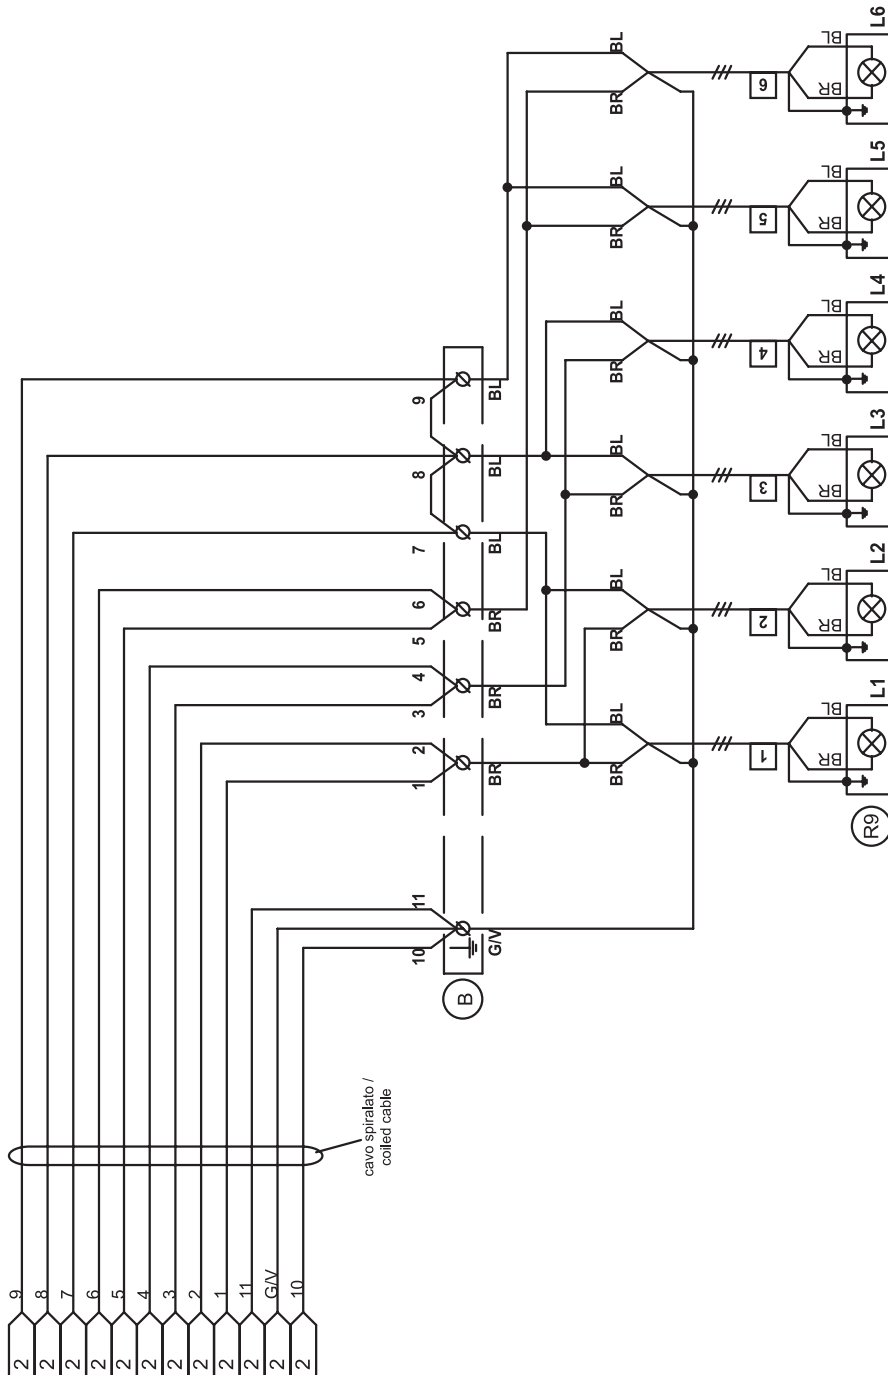 9
8
7
6
5
4
3
2
1
11
G/V
10
2
2
2
2
2
2
2
2
2
2
2
2
cavo spiralato /
coiled cable
B
10
11
1
2
3
4
5
6
7
8
9
G/V
BR
BR
BR
BL
BL
BL
BR
BL
BR
BL
BR
BL
BR
BL
BR
BL
BR
BL
1
2
3
4
5
6
BR
BL
BR
BL
BR
BL
BR
BL
BR
BL
BR
BL
L1
L2
L3
L4
L5
L6
R9